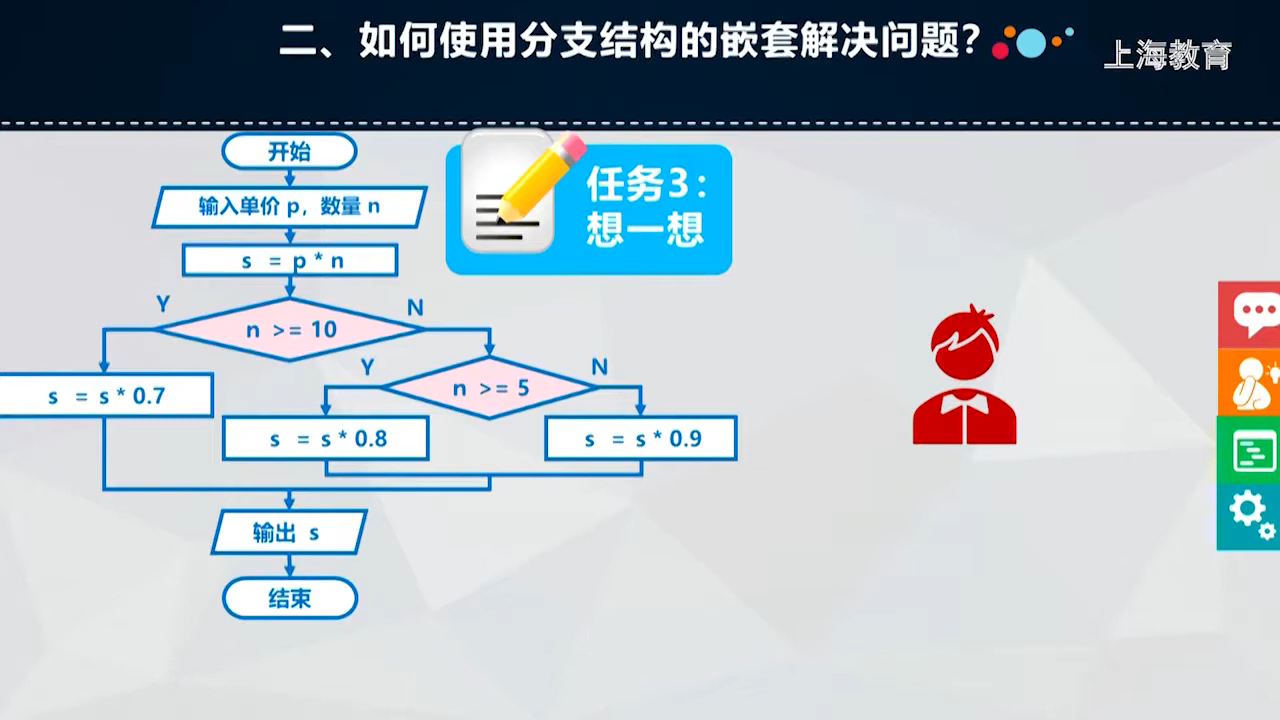 二、如何使用分支结构的嵌套解决问题?
上海教育
开始
输入单价 p，数量 n
任务3：
想一想
s = p * n
Y
N
n >= 10
Y
N
s = s * 0.7
n >= 5
s = s * 0.8
s = s * 0.9
输出 s
结束